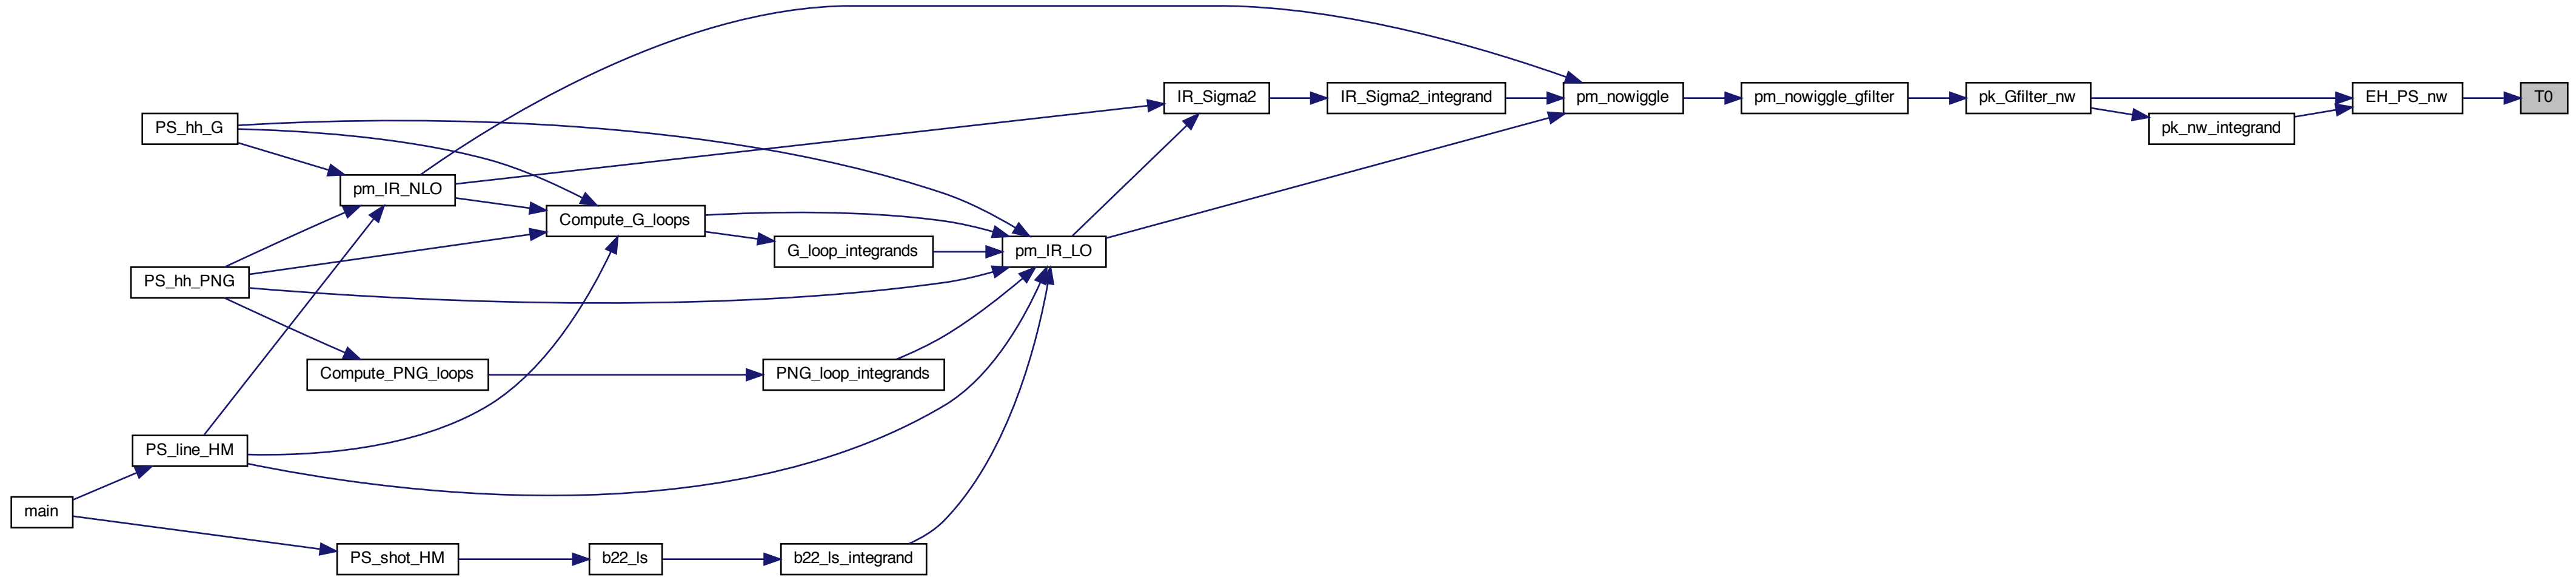 IR_Sigma2
IR_Sigma2_integrand
pm_nowiggle
pm_nowiggle_gfilter
pk_Gfilter_nw
EH_PS_nw
T0
PS_hh_G
pk_nw_integrand
pm_IR_NLO
Compute_G_loops
G_loop_integrands
pm_IR_LO
PS_hh_PNG
Compute_PNG_loops
PNG_loop_integrands
PS_line_HM
main
PS_shot_HM
b22_ls
b22_ls_integrand